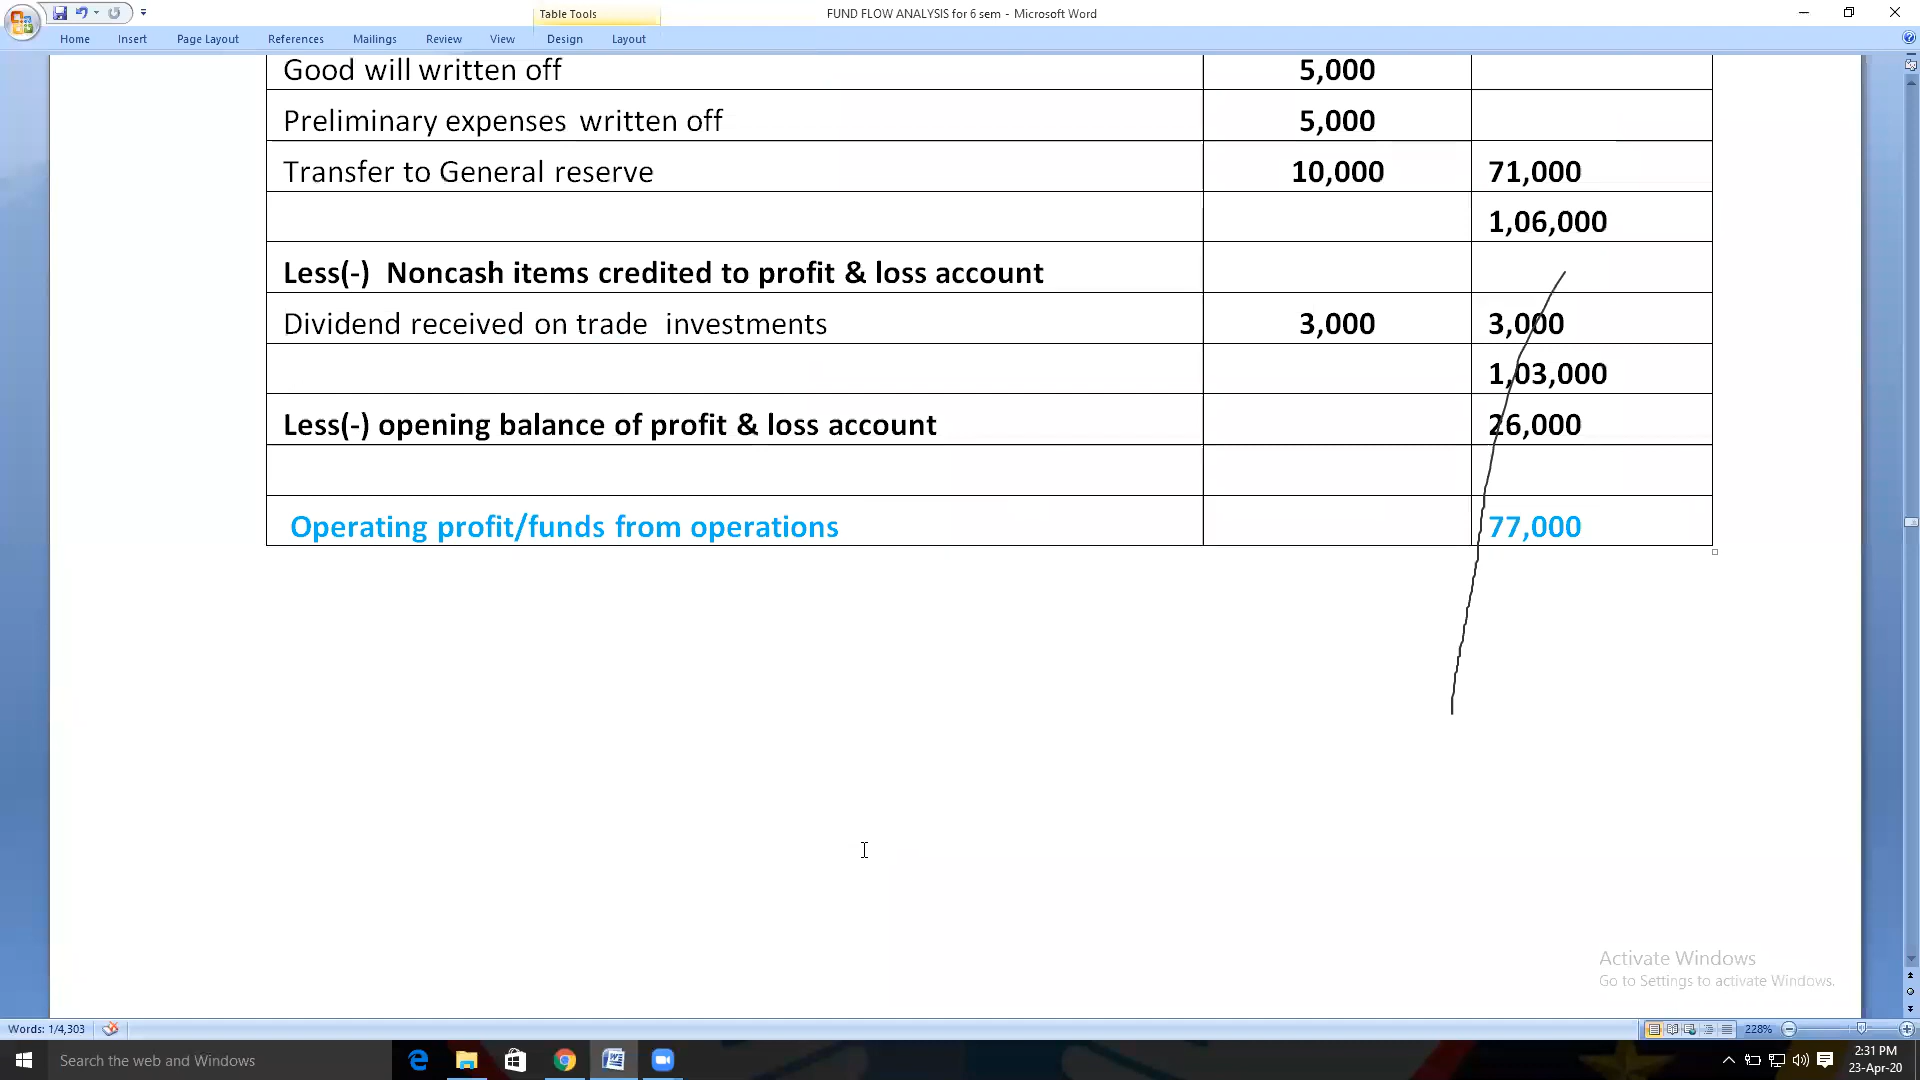 Table Tools
FUND FLOW ANALYSIS for 6 sem - Microsoft Word
Home Insert Page Layout References Mailings Review View Design Layout
Good will written off 5,000
Preliminary expenses written off 5,000
Transfer to General reserve 10,000 71,000
1,06,000
Less(-) Noncash items credited to profit & loss account
Dividend received on trade investments 3,000 3,000
1,03,000
Less(-) opening balance of profit & loss account 26,000
Operating profit/funds from operations 77,000
Activate Windows
Go to Settings to activate Windows.
Words: 1/4,303 228%
Search the web and Windows
2:31 PM
23-Apr-20